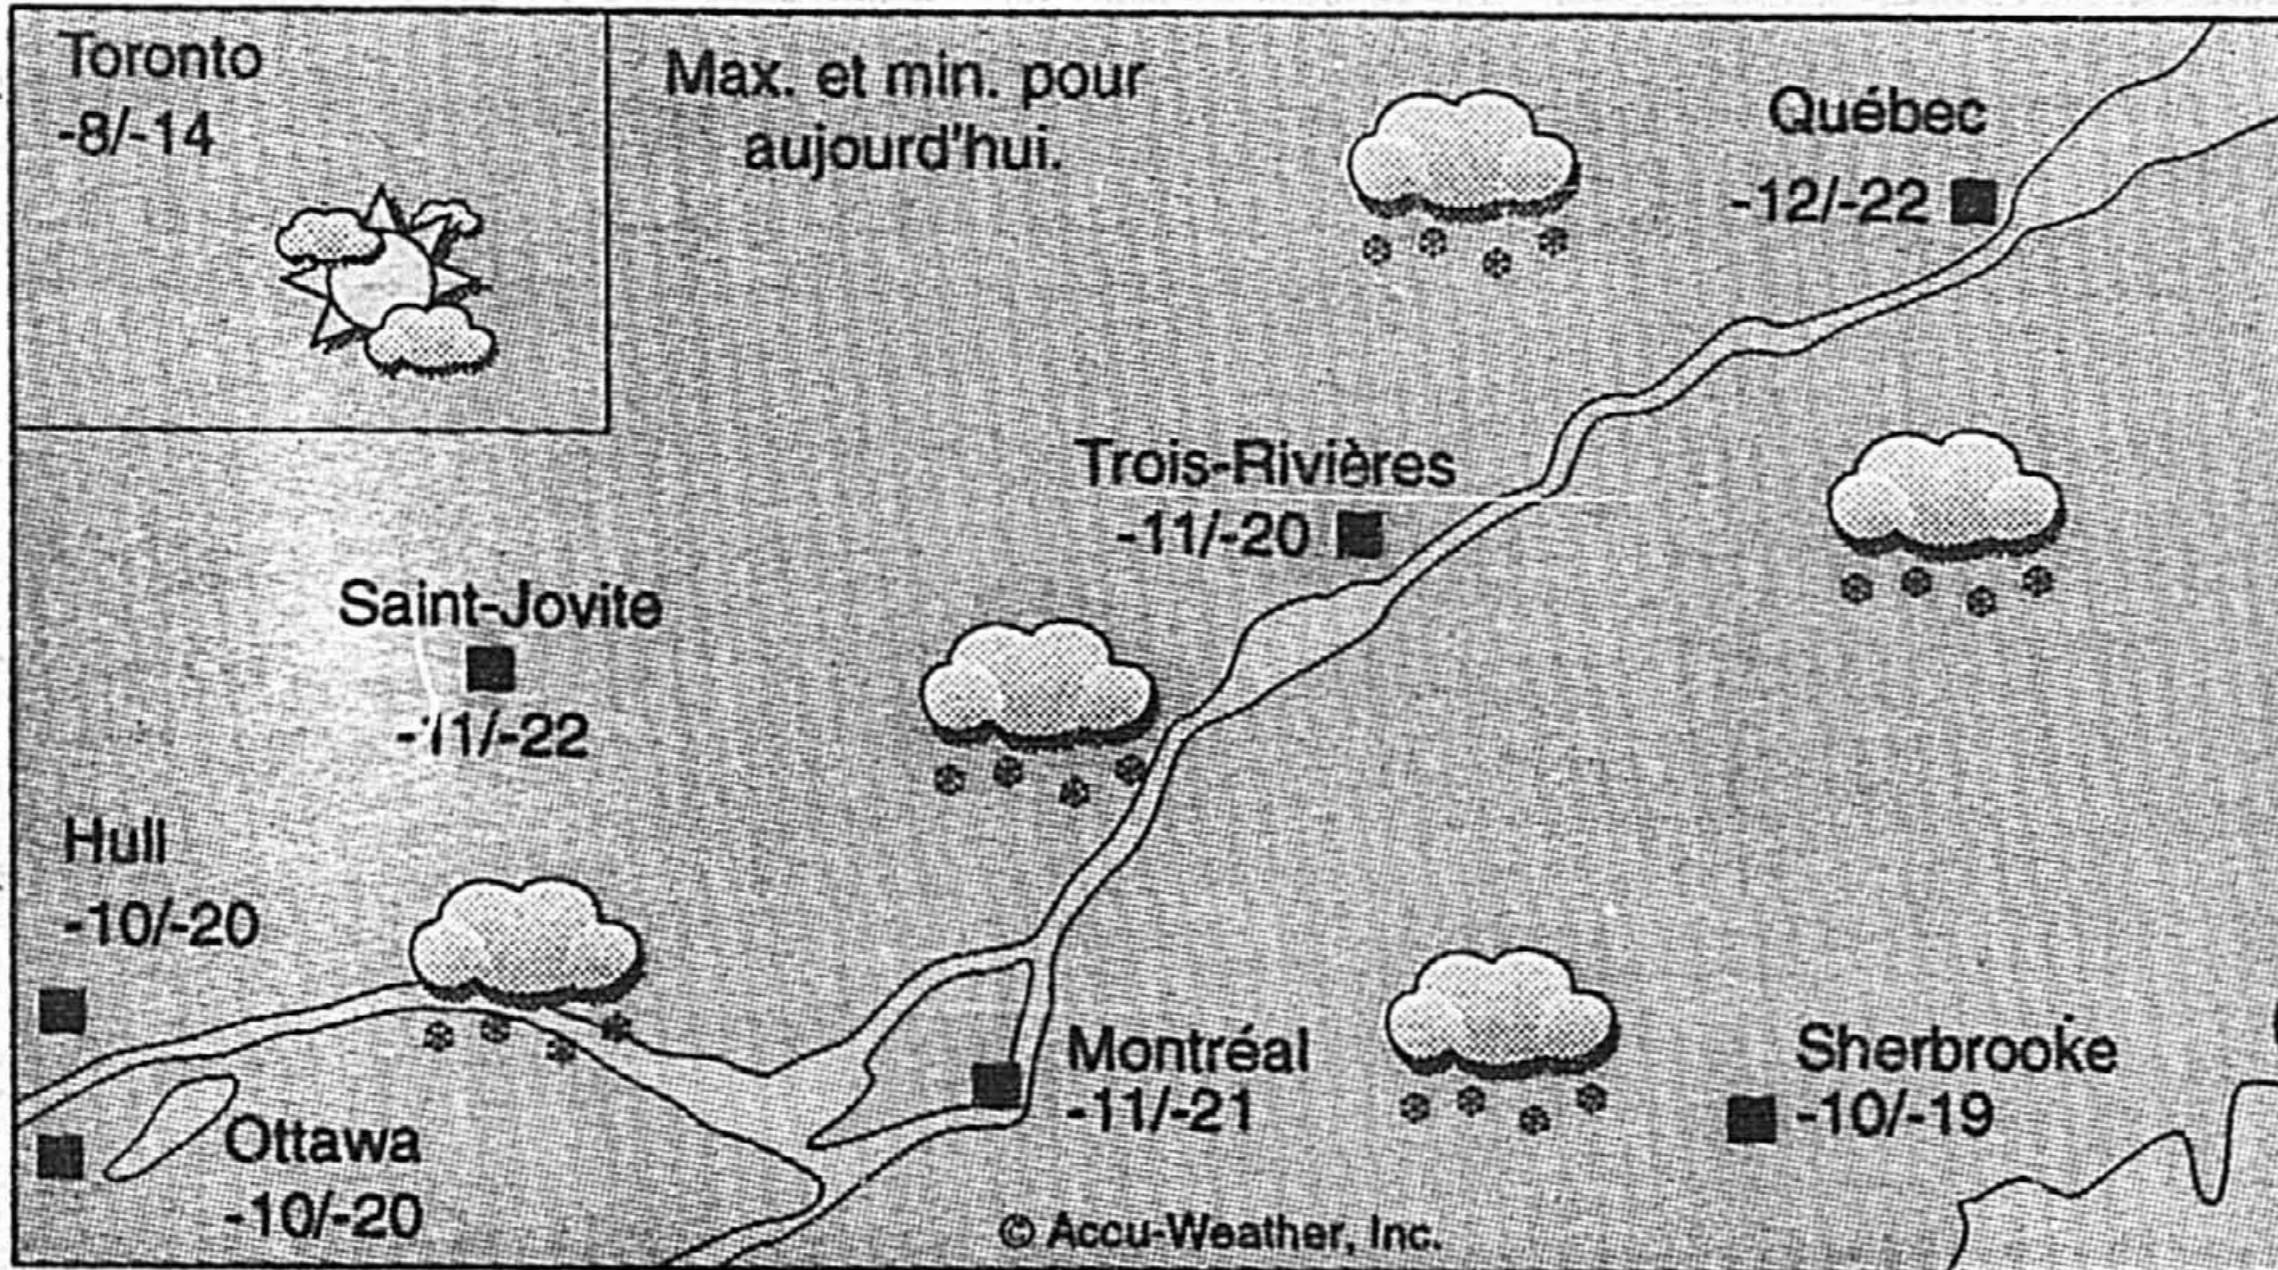 Toronto
-8/-14
Max. et min. pour
aujourd'hui.
Québec
-12/-22
Trois-Rivières
-11/-20
Saint-Jovite
-11/-22
Hull
-10/-20
Montréal
-11/-21
Sherbrooke
-10/-19
Ottawa
-10/-20
© Accu-Weather, Inc.